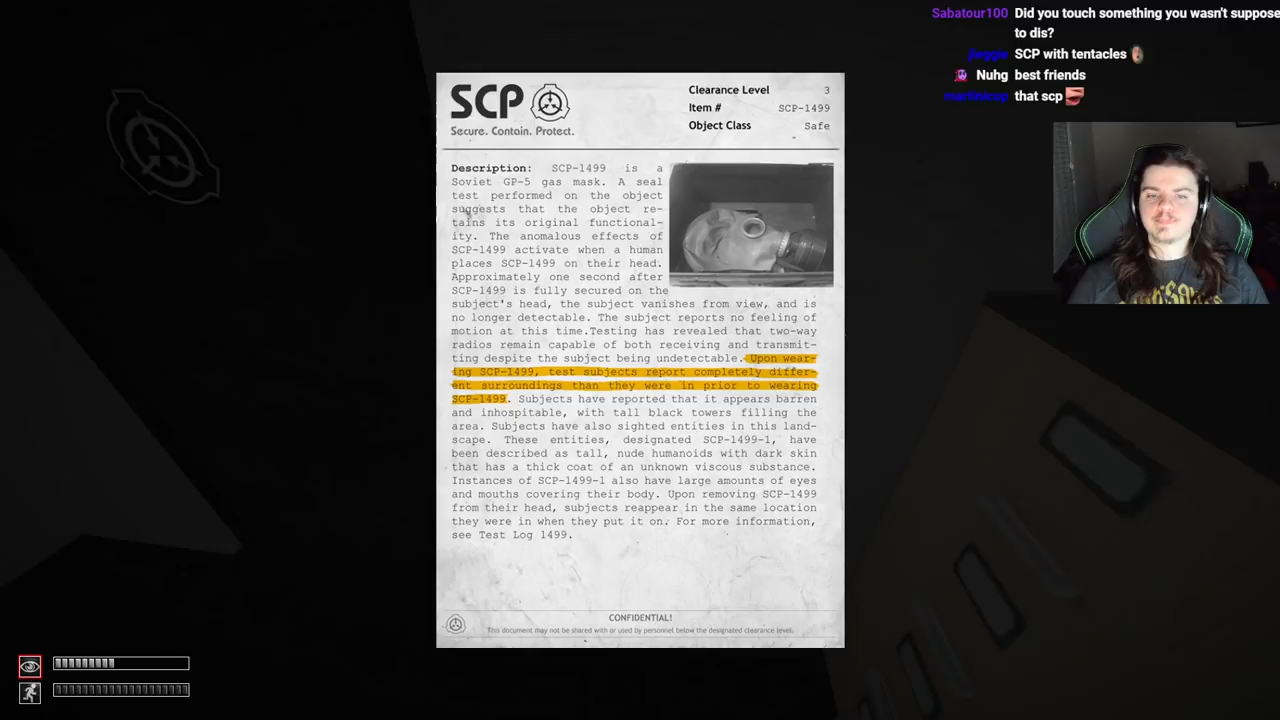 Sabatour100 Did you touch something you wasn't suppose
to dis?
jieggie SCP with tentacles
Nuhg best friends
that scp
SCP
Secure. Contain. Protect.
Clearance Level 3
Item # SCP-1499
Object Class Safe
Description: SCP-1499 is a
Soviet GP-5 gas mask. A seal
test performed on the object
suggests that the object re-
tains its original functional-
ity. The anomalous effects of
SCP-1499 activate when a human
places SCP-1499 on their head.
Approximately one second after
SCP-1499 is fully secured on the
subject's head, the subject vanishes from view, and is
no longer detectable. The subject reports no feeling of
motion at this time.Testing has revealed that two-way
radios remain capable of both receiving and transmit-
ting despite the subject being undetectable. Upon wear-
ing SCP-1499, test subjects report completely differ-
ent surroundings than they were in prior to wearing
SCP-1499. Subjects have reported that it appears barren
and inhospitable, with tall black towers filling the
area. Subjects have also sighted entities in this land-
scape. These entities, designated SCP-1499-1, have
been described as tall, nude humanoids with dark skin
that has a thick coat of an unknown viscous substance.
Instances of SCP-1499-1 also have large amounts of eyes
and mouths covering their body. Upon removing SCP-1499
from their head, subjects reappear in the same location
they were in when they put it on. For more information,
see Test Log 1499.
CONFIDENTIAL!
This document may not be shared with or used by personnel below the designated clearance level.